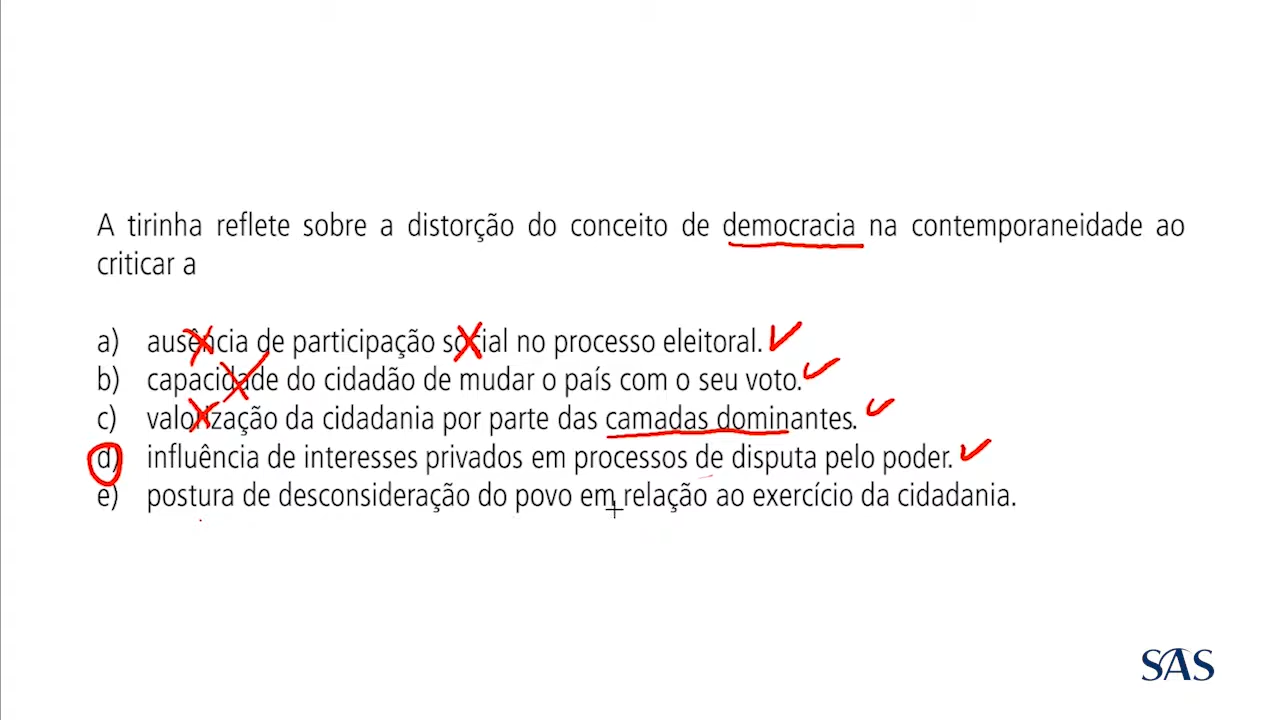 A tirinha reflete sobre a distorção do conceito de democracia na contemporaneidade ao
criticar a
a) ausência de participação social no processo eleitoral.
b) capacidade do cidadão de mudar o país com o seu voto.
c) valorização da cidadania por parte das camadas dominantes.
d) influência de interesses privados em processos de disputa pelo poder.
e) postura de desconsideração do povo em relação ao exercício da cidadania.
SAS